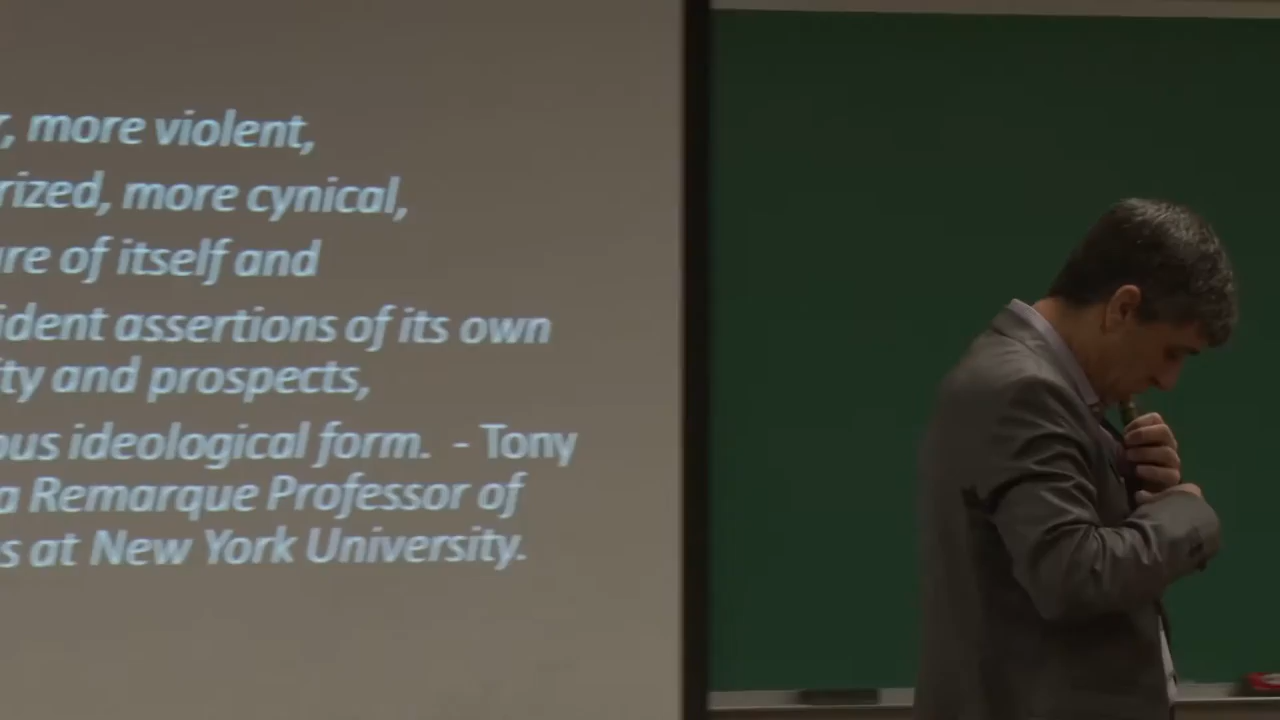 r, more violent,
rized, more cynical,
ure of itself and
ident assertions of its own
ity and prospects,
ous ideological form. - Tony
a Remarque Professor of
s at New York University.